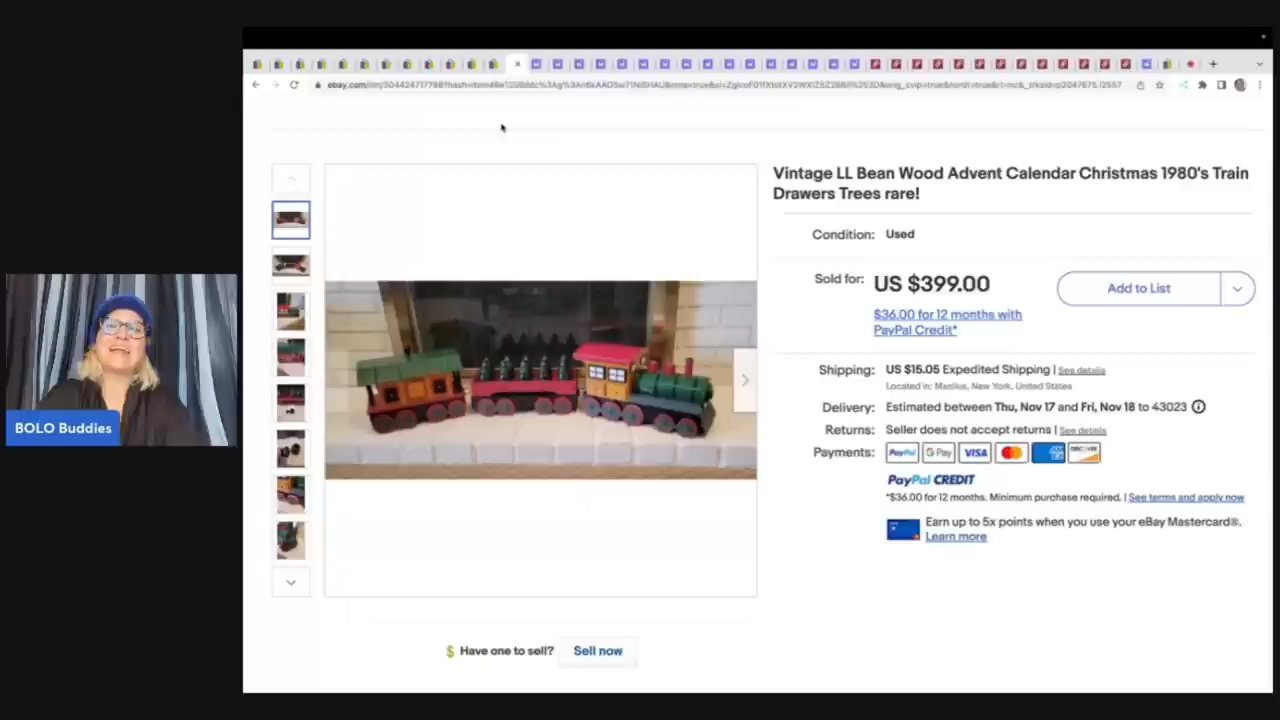 Vintage LL Bean Wood Advent Calendar Christmas 1980's Train
Drawers Trees rare!
Condition: Used
Sold for: US $399.00
Add to List
$36.00 for 12 months with
PayPal Credit*
Shipping: US $15.05 Expedited Shipping | See details
Located in: Manlius, New York, United States
Delivery: Estimated between Thu, Nov 17 and Fri, Nov 18 to 43023
Returns: Seller does not accept returns | See details
Payments: PayPal G Pay VISA
PayPal CREDIT
*$36.00 for 12 months. Minimum purchase required. | See terms and apply now
Earn up to 5x points when you use your eBay Mastercard®.
Learn more
BOLO Buddies
$ Have one to sell? Sell now